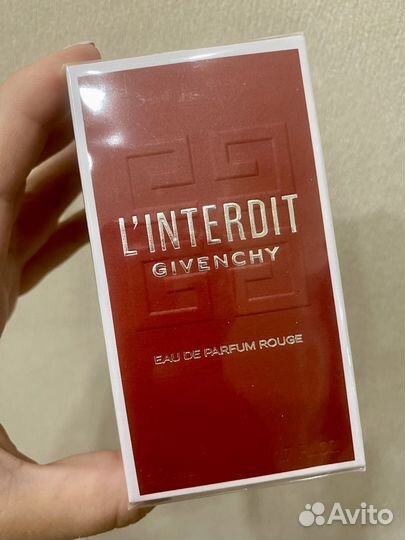 L'INTERDIT
GIVENCHY
EAU DE PARFUM ROUGE
Avito